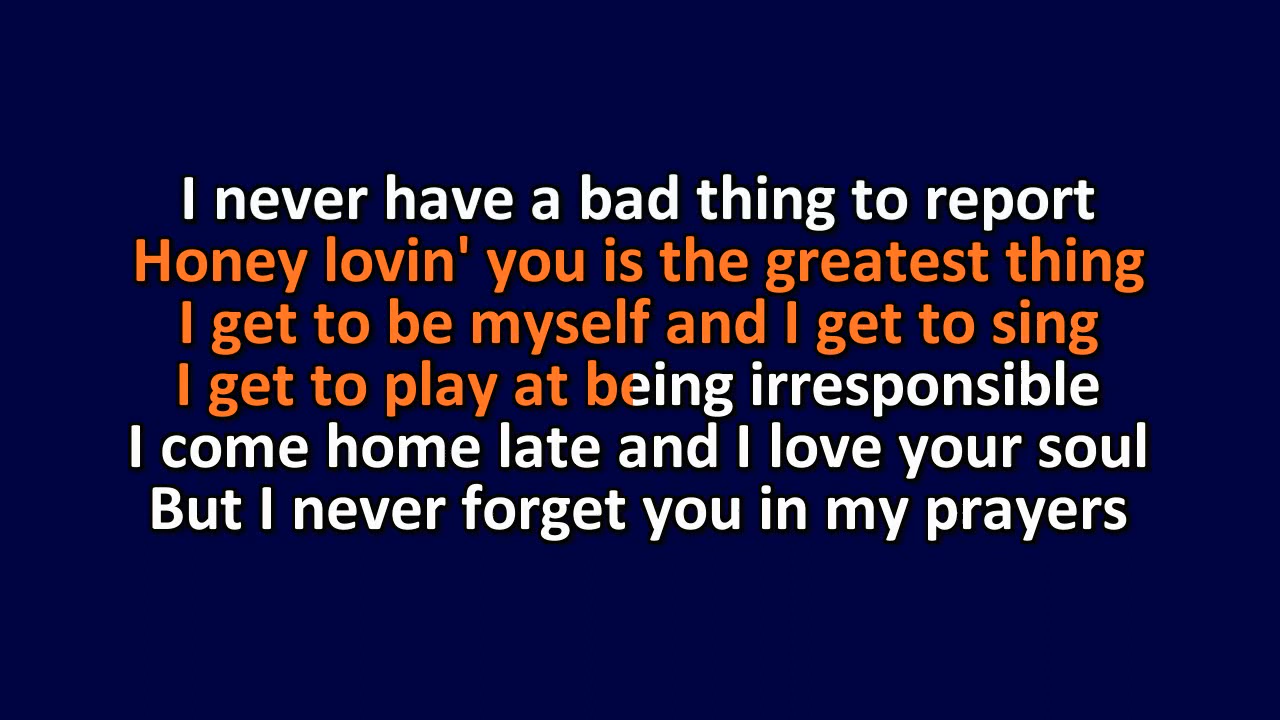 I never have a bad thing to report
Honey lovin' you is the greatest thing
I get to be myself and I get to sing
I get to play at being irresponsible
I come home late and I love your soul
But I never forget you in my prayers